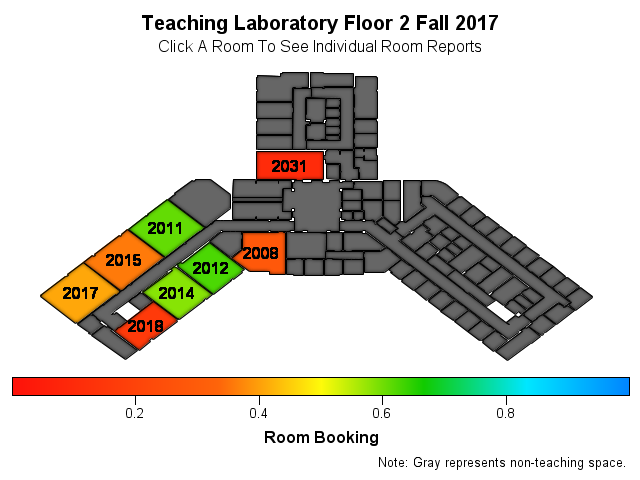 Teaching Laboratory Floor 2 Fall 2017
Click A Room To See Individual Room Reports
2031
2011
2015
2008
2012
2017
2014
2018
0.2 0.4 0.6 0.8
Room Booking
Note: Gray represents non-teaching space.